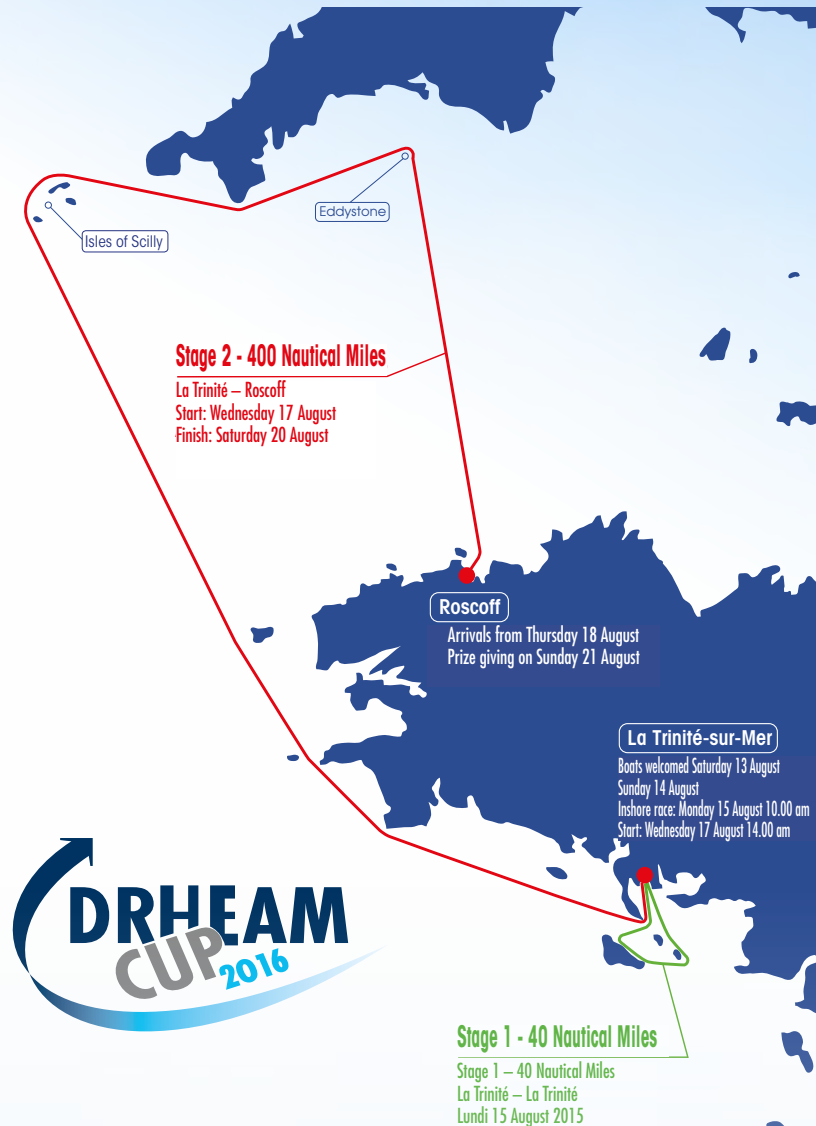 Eddystone
Isles of Scilly
Stage 2 - 400 Nautical Miles
La Trinité – Roscoff
Start: Wednesday 17 August
Finish: Saturday 20 August
Roscoff
Arrivals from Thursday 18 August
Prize giving on Sunday 21 August
La Trinité-sur-Mer
Boats welcomed Saturday 13 August
Sunday 14 August
Inshore race: Monday 15 August 10.00 am
Start: Wednesday 17 August 14.00 am
DRHEAM
CUP 2016
Stage 1 - 40 Nautical Miles
Stage 1 – 40 Nautical Miles
La Trinité – La Trinité
Lundi 15 August 2015